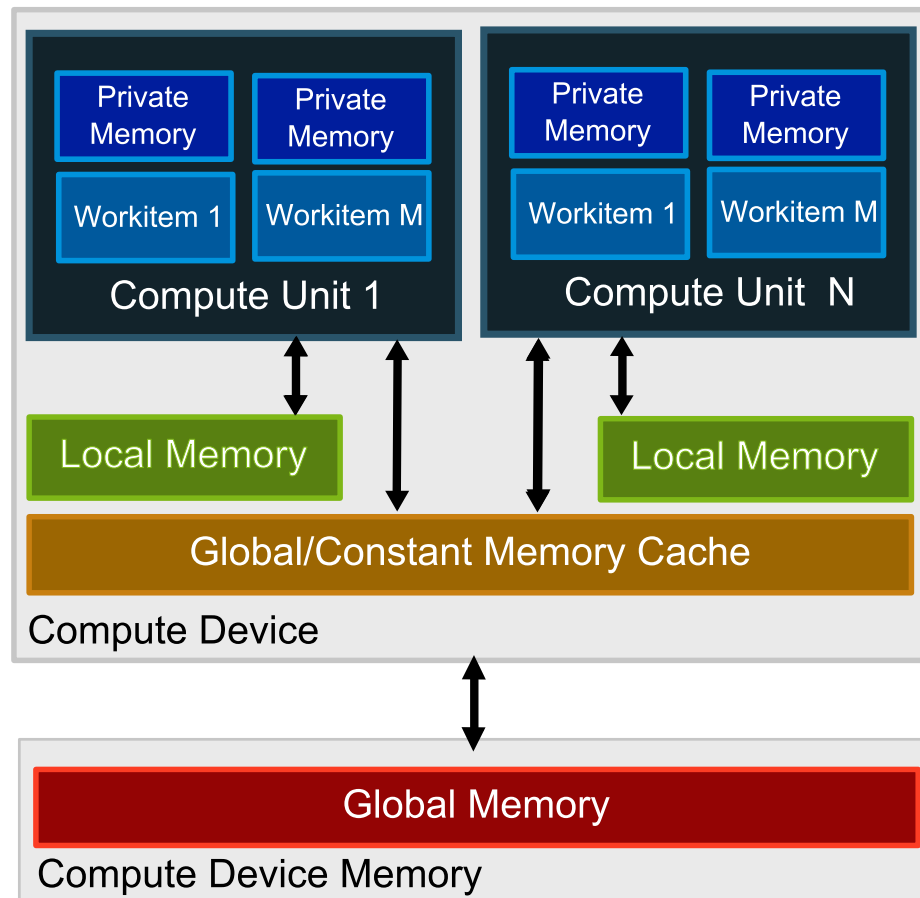 Private
Memory
Private
Memory
Workitem 1
Workitem M
Compute Unit 1
Private
Memory
Private
Memory
Workitem 1
Workitem M
Compute Unit N
Local Memory
Local Memory
Global/Constant Memory Cache
Compute Device
Global Memory
Compute Device Memory